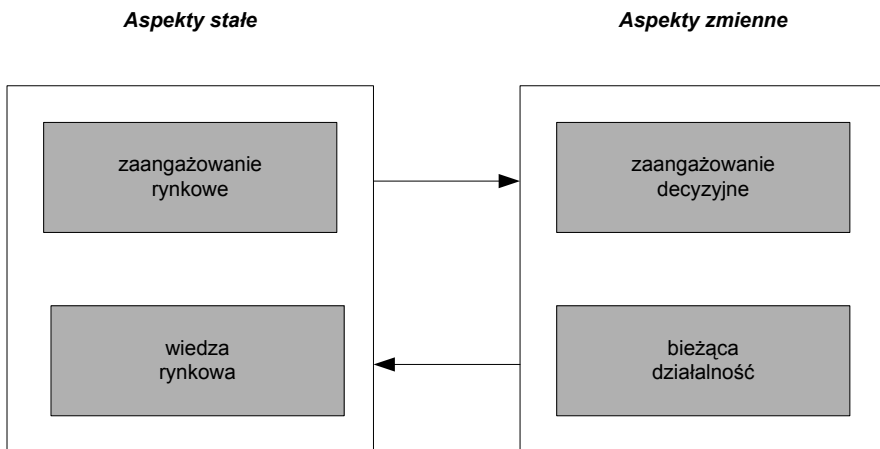 Aspekty stałe
Aspekty zmienne
zaangażowanie
rynkowe
zaangażowanie
decyzyjne
wiedza
rynkowa
bieżąca
działalność